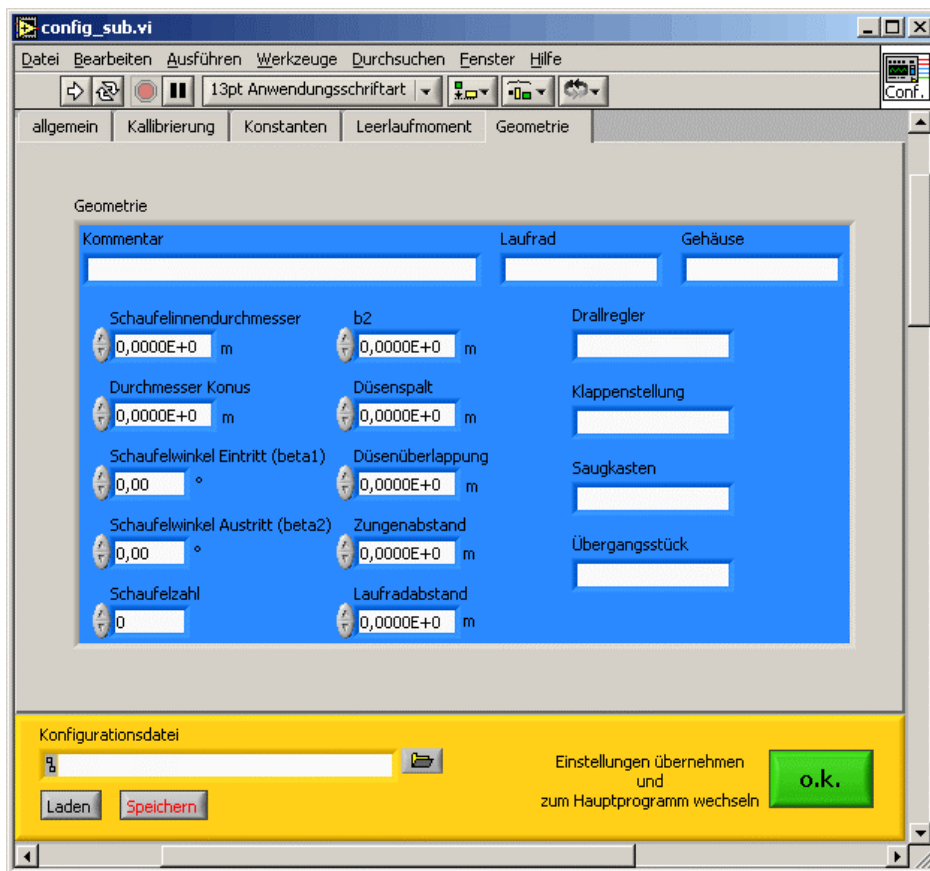 config_sub.vi
Datei Bearbeiten Ausführen Werkzeuge Durchsuchen Fenster Hilfe
13pt Anwendungsschriftart
Conf.
allgemein Kallibrierung Konstanten Leerlaufmoment Geometrie
Geometrie
Kommentar Laufrad Gehäuse
Schaufelinnendurchmesser b2 Drallregler
0,0000E+0 m 0,0000E+0 m
Durchmesser Konus Düsenspalt Klappenstellung
0,0000E+0 m 0,0000E+0 m
Schaufelwinkel Eintritt (beta1) Düsenüberlappung Saugkasten
0,00 ° 0,0000E+0 m
Schaufelwinkel Austritt (beta2) Zungenabstand Übergangsstück
0,00 ° 0,0000E+0 m
Schaufelzahl Laufradabstand
0 0,0000E+0 m
Konfigurationsdatei
Einstellungen übernehmen
und
zum Hauptprogramm wechseln
o.k.
Laden Speichern